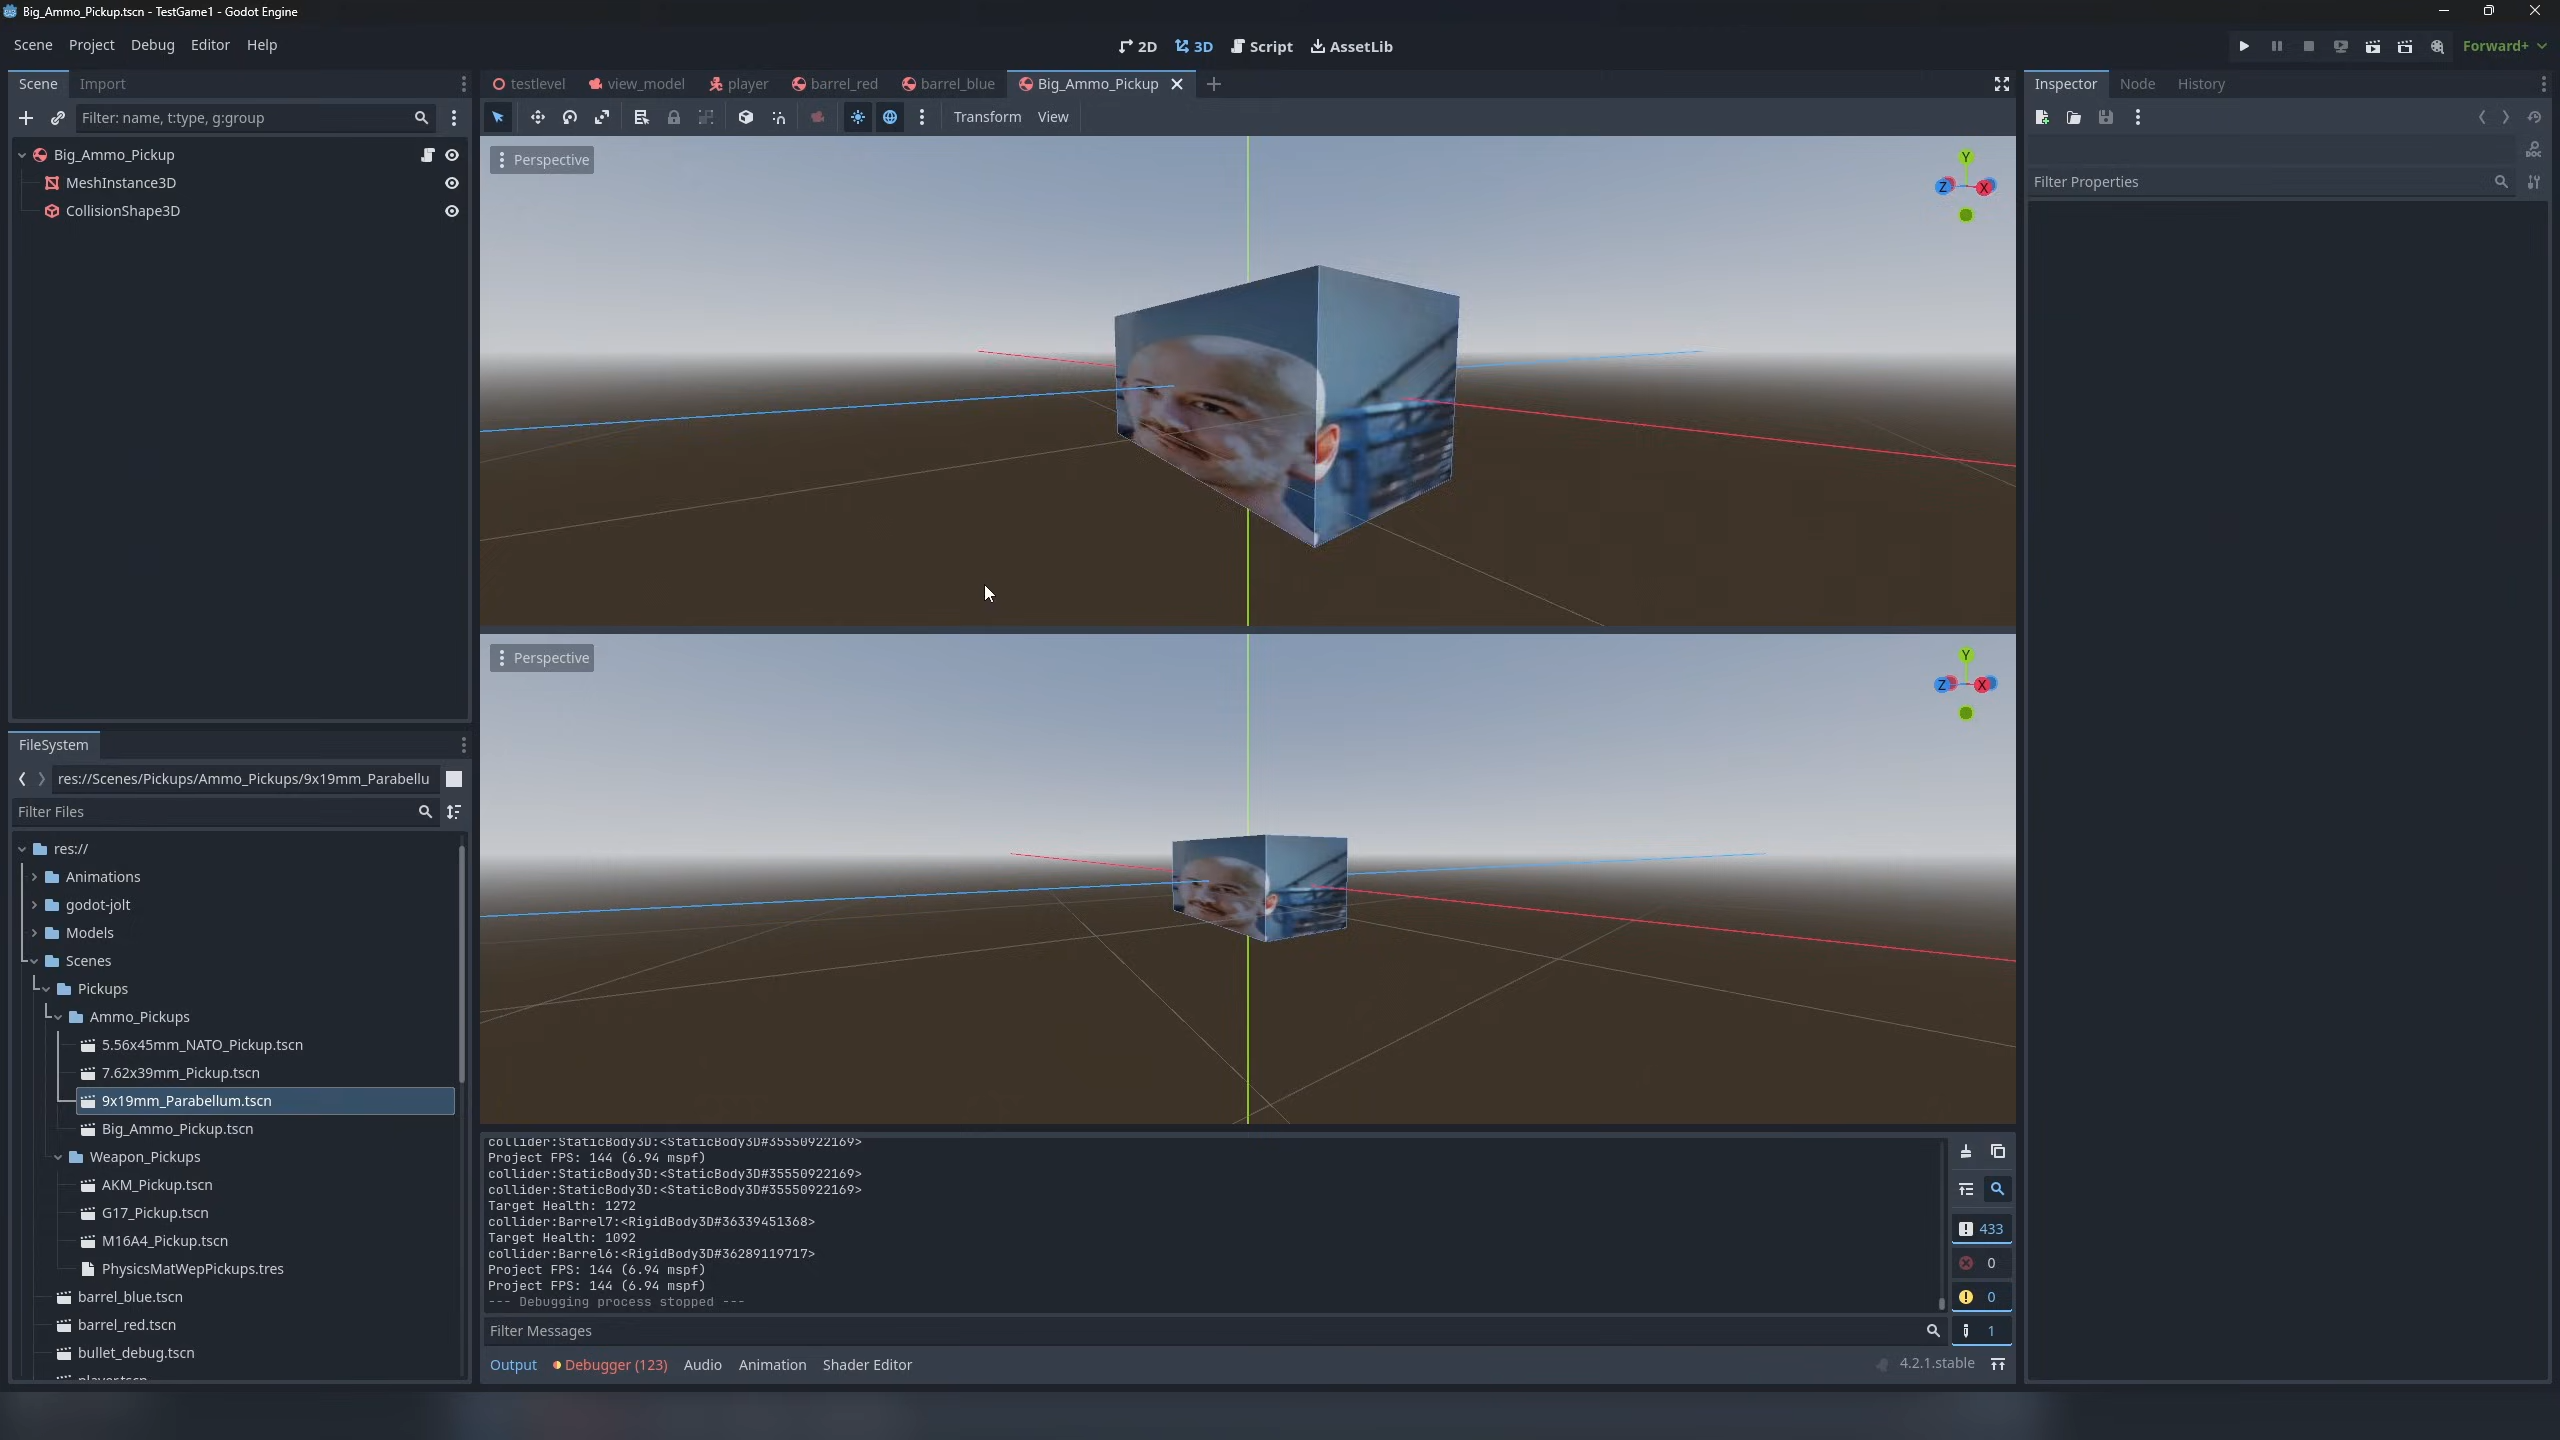 Big_Ammo_Pickup.tscn - TestGame1 - Godot Engine
Scene Project Debug Editor Help
2D 3D Script AssetLib
Forward+
Scene Import
testlevel view_model player barrel_red barrel_blue Big_Ammo_Pickup
Inspector Node History
Filter: name, t:type, g:group
Transform View
Big_Ammo_Pickup
MeshInstance3D
CollisionShape3D
Perspective
Y
Z X
DOC
Filter Properties
Perspective
Y
Z X
FileSystem
res://Scenes/Pickups/Ammo_Pickups/9x19mm_Parabellu
Filter Files
res://
Animations
godot-jolt
Models
Scenes
Pickups
Ammo_Pickups
5.56x45mm_NATO_Pickup.tscn
7.62x39mm_Pickup.tscn
9x19mm_Parabellum.tscn
Big_Ammo_Pickup.tscn
Weapon_Pickups
AKM_Pickup.tscn
G17_Pickup.tscn
M16A4_Pickup.tscn
PhysicsMatWepPickups.tres
barrel_blue.tscn
barrel_red.tscn
bullet_debug.tscn
player.tscn
collider:StaticBody3D:<StaticBody3D#35550922169>
Project FPS: 144 (6.94 mspf)
collider:StaticBody3D:<StaticBody3D#35550922169>
collider:StaticBody3D:<StaticBody3D#35550922169>
Target Health: 1272
collider:Barrel7:<RigidBody3D#36339451368>
Target Health: 1092
collider:Barrel6:<RigidBody3D#36289119717>
Project FPS: 144 (6.94 mspf)
Project FPS: 144 (6.94 mspf)
--- Debugging process stopped ---
433
0
0
1
Filter Messages
Output Debugger (123) Audio Animation Shader Editor
4.2.1.stable